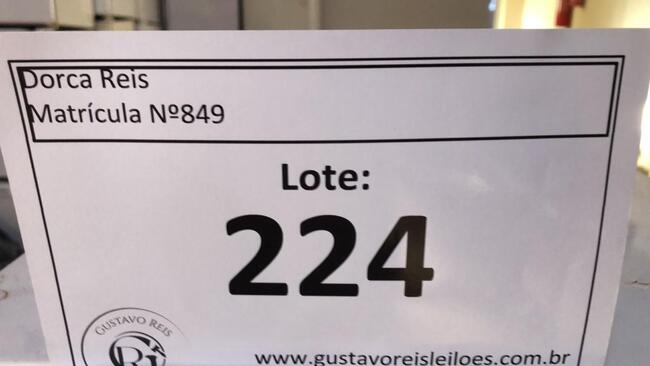 Dorca Reis
Matrícula Nº849
Lote:
224
GUSTAVO REIS
www.gustavoreisleiloes.com.br